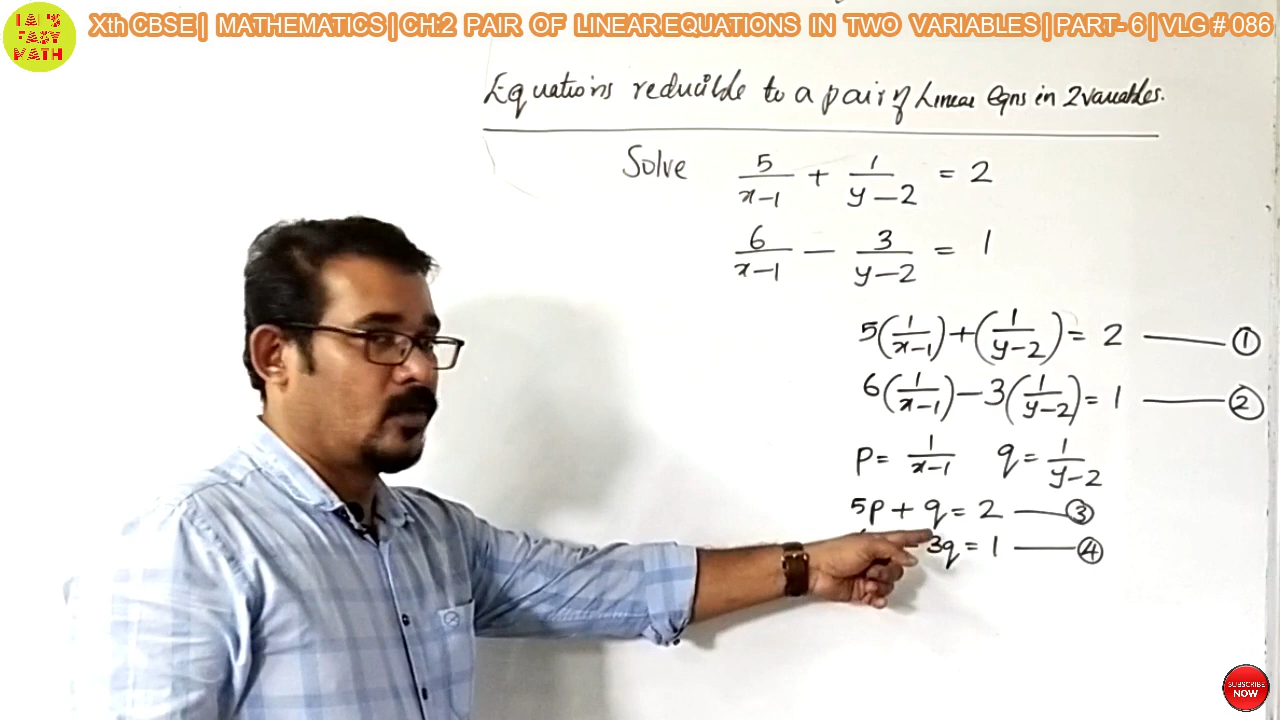 IAL'S
EASY
MATH
Xth CBSE | MATHEMATICS | CH:2 PAIR OF LINEAR EQUATIONS IN TWO VARIABLES | PART- 6 | VLG # 086
Equations reducible to a pair of Linear Eqns in 2 variables.
Solve 5/(x-1) + 1/(y-2) = 2
6/(x-1) - 3/(y-2) = 1
5(1/(x-1)) + (1/(y-2)) = 2 —— ①
6(1/(x-1)) - 3(1/(y-2)) = 1 —— ②
P = 1/(x-1) q = 1/(y-2)
5P + q = 2 —— ③
3q = 1 —— ④
SUBSCRIBE
NOW